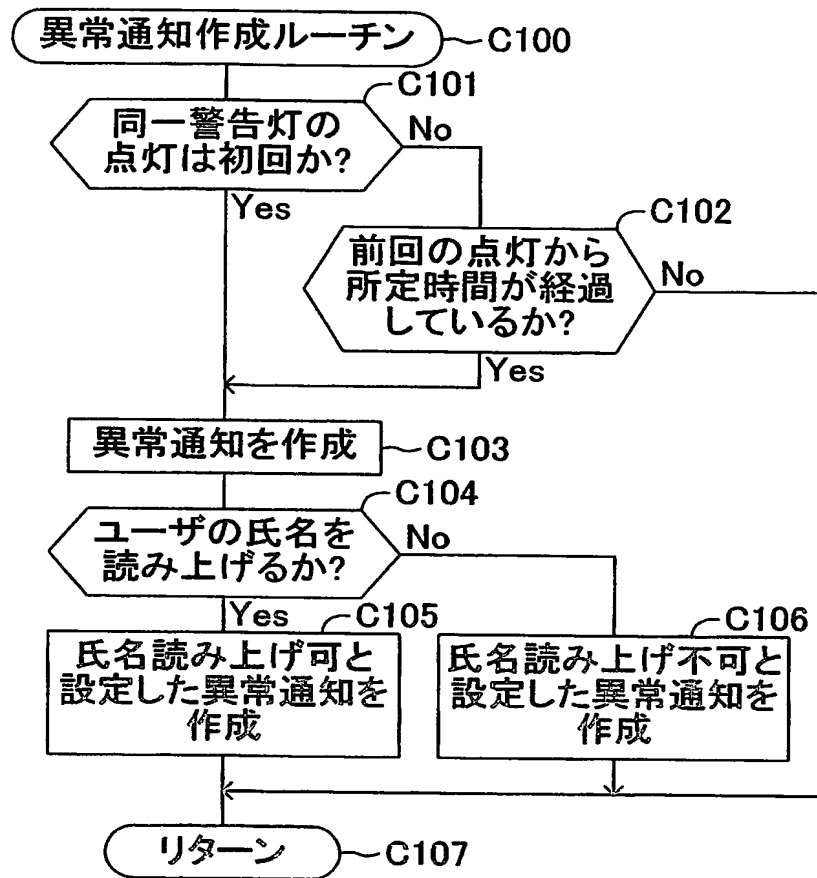 異常通知作成ルーチン
C100
C101
同一警告灯の
点灯は初回か?
No
Yes
C102
前回の点灯から
所定時間が経過
しているか?
No
Yes
異常通知を作成
C103
C104
ユーザの氏名を
読み上げるか?
No
Yes
C105
氏名読み上げ可と
設定した異常通知を
作成
C106
氏名読み上げ不可と
設定した異常通知を
作成
リターン
C107